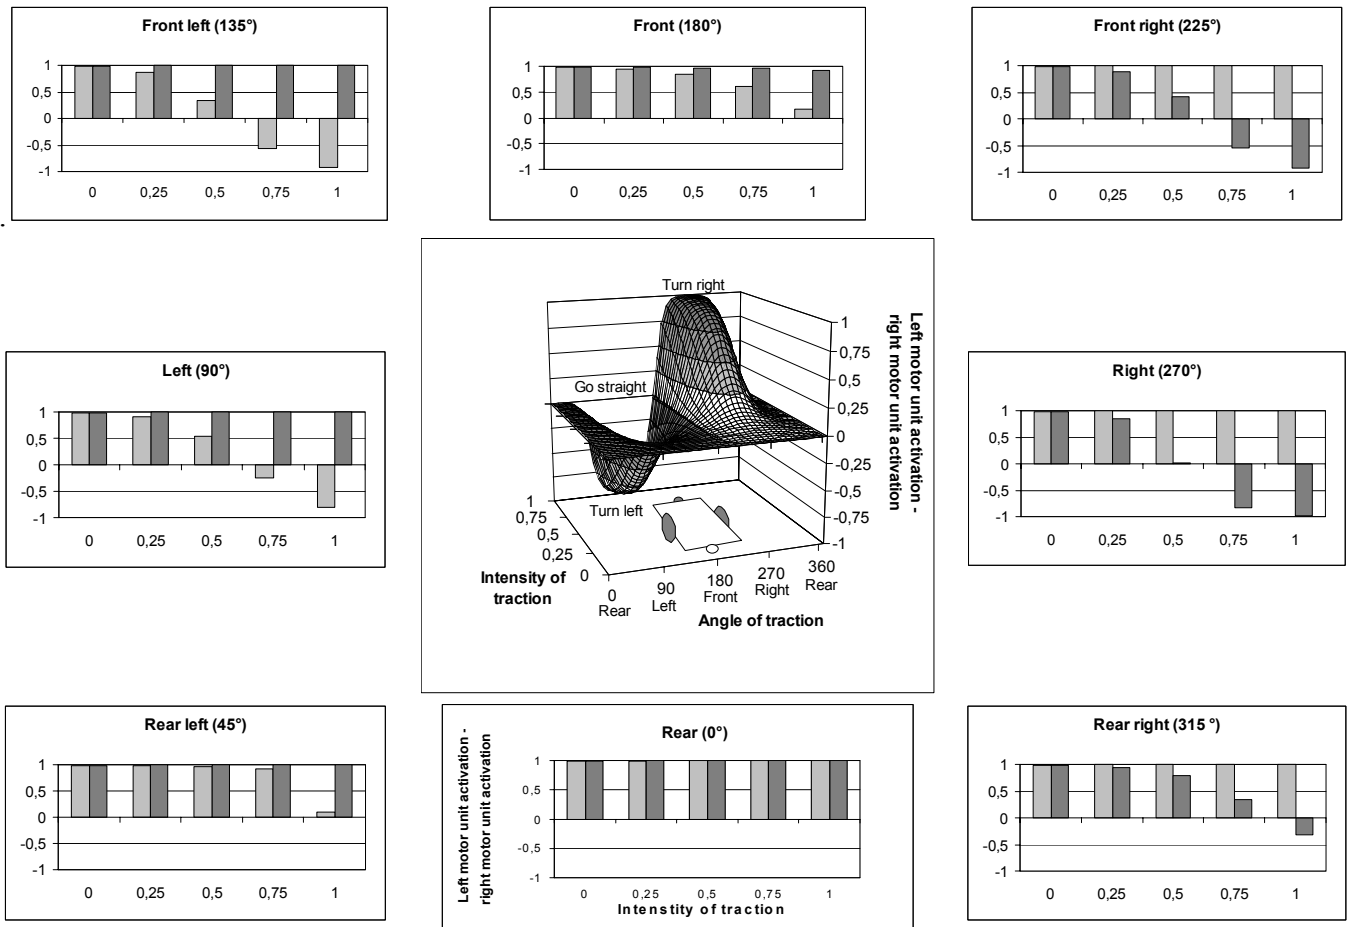 Front left (135°)
1
0,5
0
-0,5
-1
0 0,25 0,5 0,75 1
Front (180°)
1
0,5
0
-0,5
-1
0 0,25 0,5 0,75 1
Front right (225°)
1
0,5
0
-0,5
-1
0 0,25 0,5 0,75 1
Left (90°)
1
0,5
0
-0,5
-1
0 0,25 0,5 0,75 1
Turn right
Go straight
Turn left
1
0,75
0,5
0,25
0
-0,25
-0,5
-0,75
-1
Left motor unit activation -
right motor unit activation
1
0,75
0,5
0,25
0
Intensity of
traction
0
Rear
90
Left
180
Front
270
Right
360
Rear
Angle of traction
Right (270°)
1
0,5
0
-0,5
-1
0 0,25 0,5 0,75 1
Rear left (45°)
1
0,5
0
-0,5
-1
0 0,25 0,5 0,75 1
Rear (0°)
Left motor unit activation -
right motor unit activation
1
0,5
0
-0,5
-1
0 0,25 0,5 0,75 1
Intenstity of traction
Rear right (315 °)
1
0,5
0
-0,5
-1
0 0,25 0,5 0,75 1